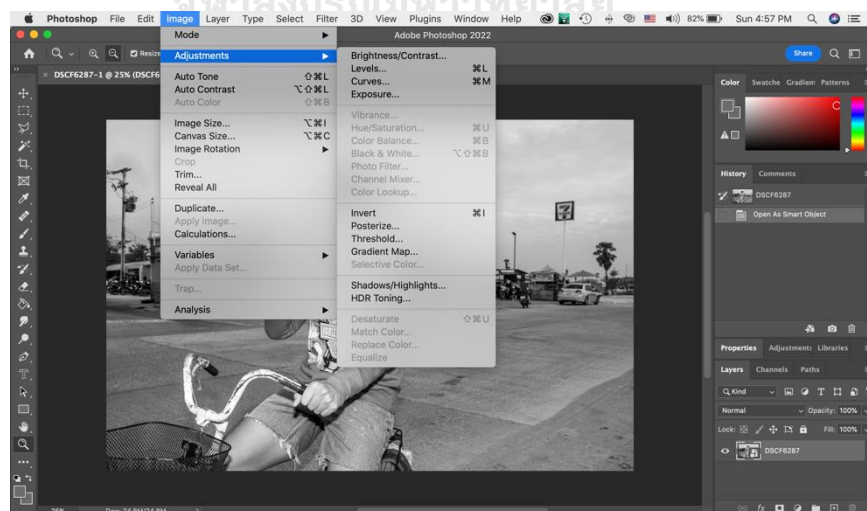 Photoshop File Edit Image Layer Type Select Filter 3D View Plugins Window Help 82% Sun 4:57 PM
Adobe Photoshop 2022
Share
DSCF6287-1 @ 25% (DSCF6
Mode
Adjustments
Auto Tone ⇧⌘L
Auto Contrast ⌥⇧⌘L
Auto Color ⇧⌘B
Image Size... ⌥⌘I
Canvas Size... ⌥⌘C
Image Rotation
Crop
Trim...
Reveal All
Duplicate...
Apply Image...
Calculations...
Variables
Apply Data Set...
Trap...
Analysis
Brightness/Contrast...
Levels... ⌘L
Curves... ⌘M
Exposure...
Vibrance...
Hue/Saturation... ⌘U
Color Balance... ⌘B
Black & White... ⌥⇧⌘B
Photo Filter...
Channel Mixer...
Color Lookup...
Invert ⌘I
Posterize...
Threshold...
Gradient Map...
Selective Color...
Shadows/Highlights...
HDR Toning...
Desaturate ⇧⌘U
Match Color...
Replace Color...
Equalize
Color Swatche Gradient Patterns
History Comments
DSCF6287
Open As Smart Object
Properties Adjustments Libraries
Layers Channels Paths
Kind
Normal Opacity: 100%
Lock: Fill: 100%
DSCF6287
25%